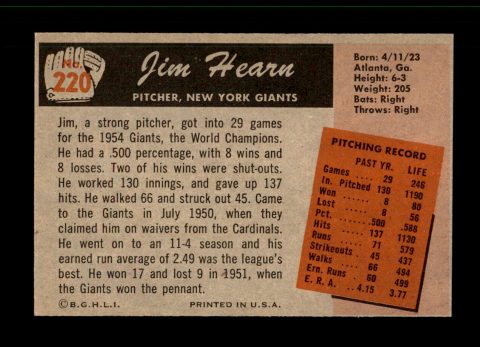 No.
220
Jim Hearn
PITCHER, NEW YORK GIANTS
Born: 4/11/23
Atlanta, Ga.
Height: 6-3
Weight: 205
Bats: Right
Throws: Right
Jim, a strong pitcher, got into 29 games
for the 1954 Giants, the World Champions.
He had a .500 percentage, with 8 wins and
8 losses. Two of his wins were shut-outs.
He worked 130 innings, and gave up 137
hits. He walked 66 and struck out 45. Came
to the Giants in July 1950, when they
claimed him on waivers from the Cardinals.
He went on to an 11-4 season and his
earned run average of 2.49 was the league's
best. He won 17 and lost 9 in 1951, when
the Giants won the pennant.
©B.G.H.L.I. PRINTED IN U.S.A.
PITCHING RECORD
PAST YR. LIFE
Games 29 246
In. Pitched 130 1190
Won 8 80
Lost 8 56
Pct. .500 .588
Hits 137 1130
Runs 71 579
Strikeouts 45 437
Walks 66 494
Ern. Runs 60 499
E. R. A. 4.15 3.77